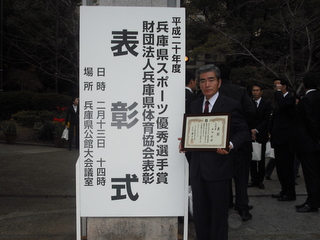 平成二十年度
兵庫県スポーツ優秀選手賞
財団法人兵庫県体育協会表彰
表彰式
日時 二月十三日 十四時
場所 兵庫県公館大会議室